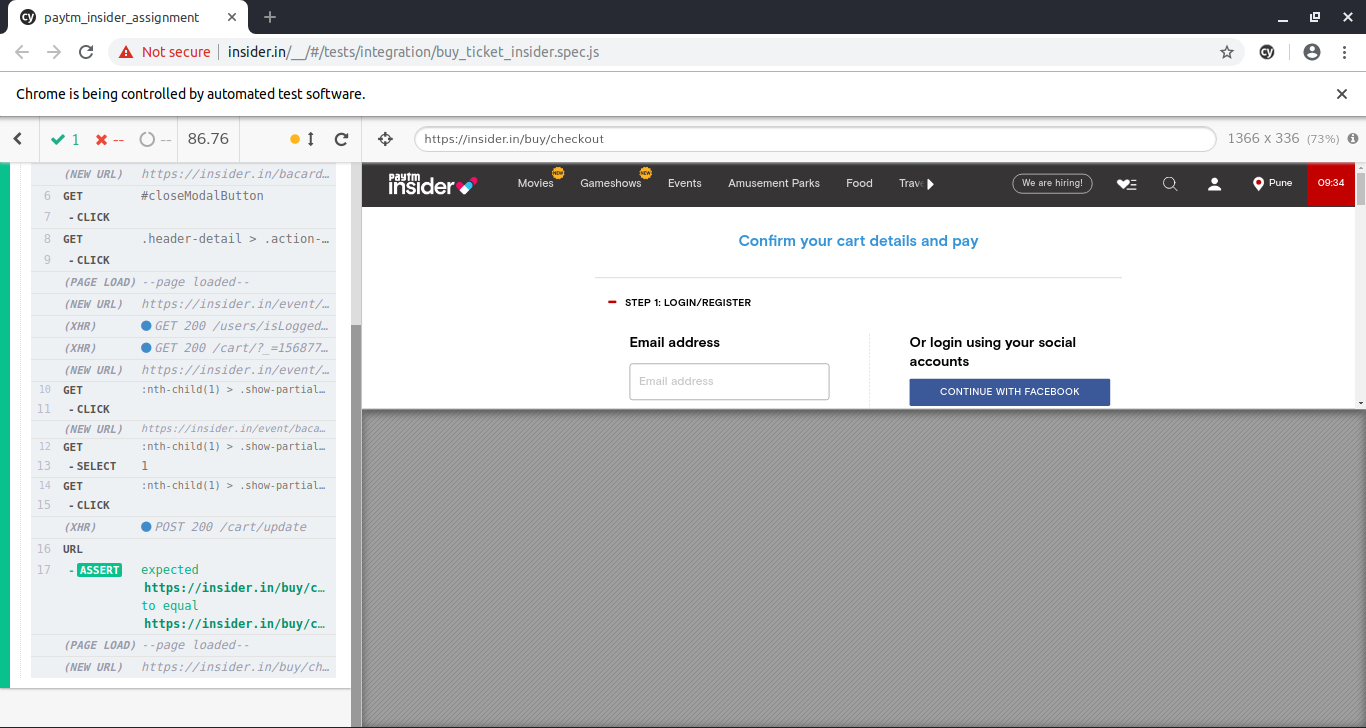 cy paytm_insider_assignment
Not secure insider.in/__/#/tests/integration/buy_ticket_insider.spec.js cy
Chrome is being controlled by automated test software.
1 -- -- 86.76 https://insider.in/buy/checkout 1366 x 336 (73%)
(NEW URL) https://insider.in/bacard…
6 GET #closeModalButton
7 - CLICK
8 GET .header-detail > .action-…
9 - CLICK
(PAGE LOAD) --page loaded--
(NEW URL) https://insider.in/event/…
(XHR) GET 200 /users/isLogged…
(XHR) GET 200 /cart/?_=156877…
(NEW URL) https://insider.in/event/…
10 GET :nth-child(1) > .show-partial…
11 - CLICK
(NEW URL) https://insider.in/event/baca…
12 GET :nth-child(1) > .show-partial…
13 - SELECT 1
14 GET :nth-child(1) > .show-partial…
15 - CLICK
(XHR) POST 200 /cart/update
16 URL
17 - ASSERT expected
https://insider.in/buy/c…
to equal
https://insider.in/buy/c…
(PAGE LOAD) --page loaded--
(NEW URL) https://insider.in/buy/ch…
paytm
insider
Movies NEW Gameshows NEW Events Amusement Parks Food Trave We are hiring! Pune 09:34
Confirm your cart details and pay
STEP 1: LOGIN/REGISTER
Email address
Email address
Or login using your social
accounts
CONTINUE WITH FACEBOOK